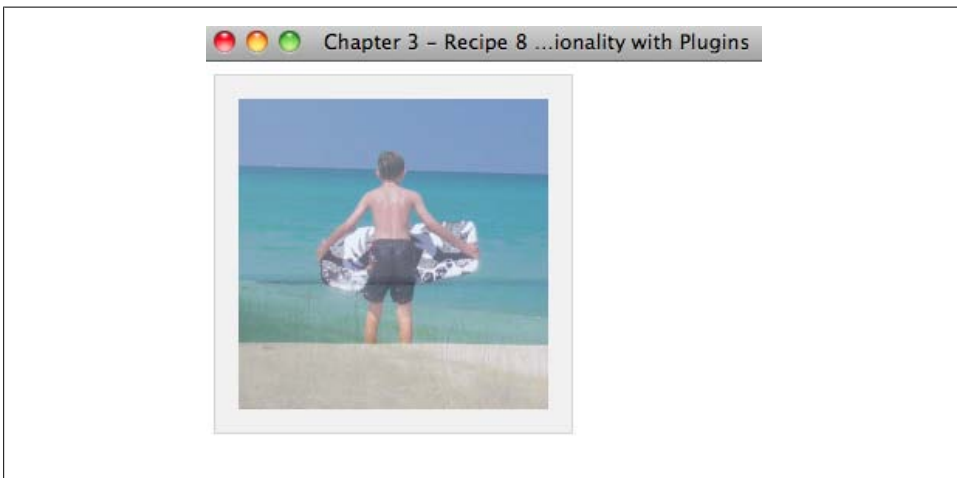 Chapter 3 – Recipe 8 ...ionality with Plugins